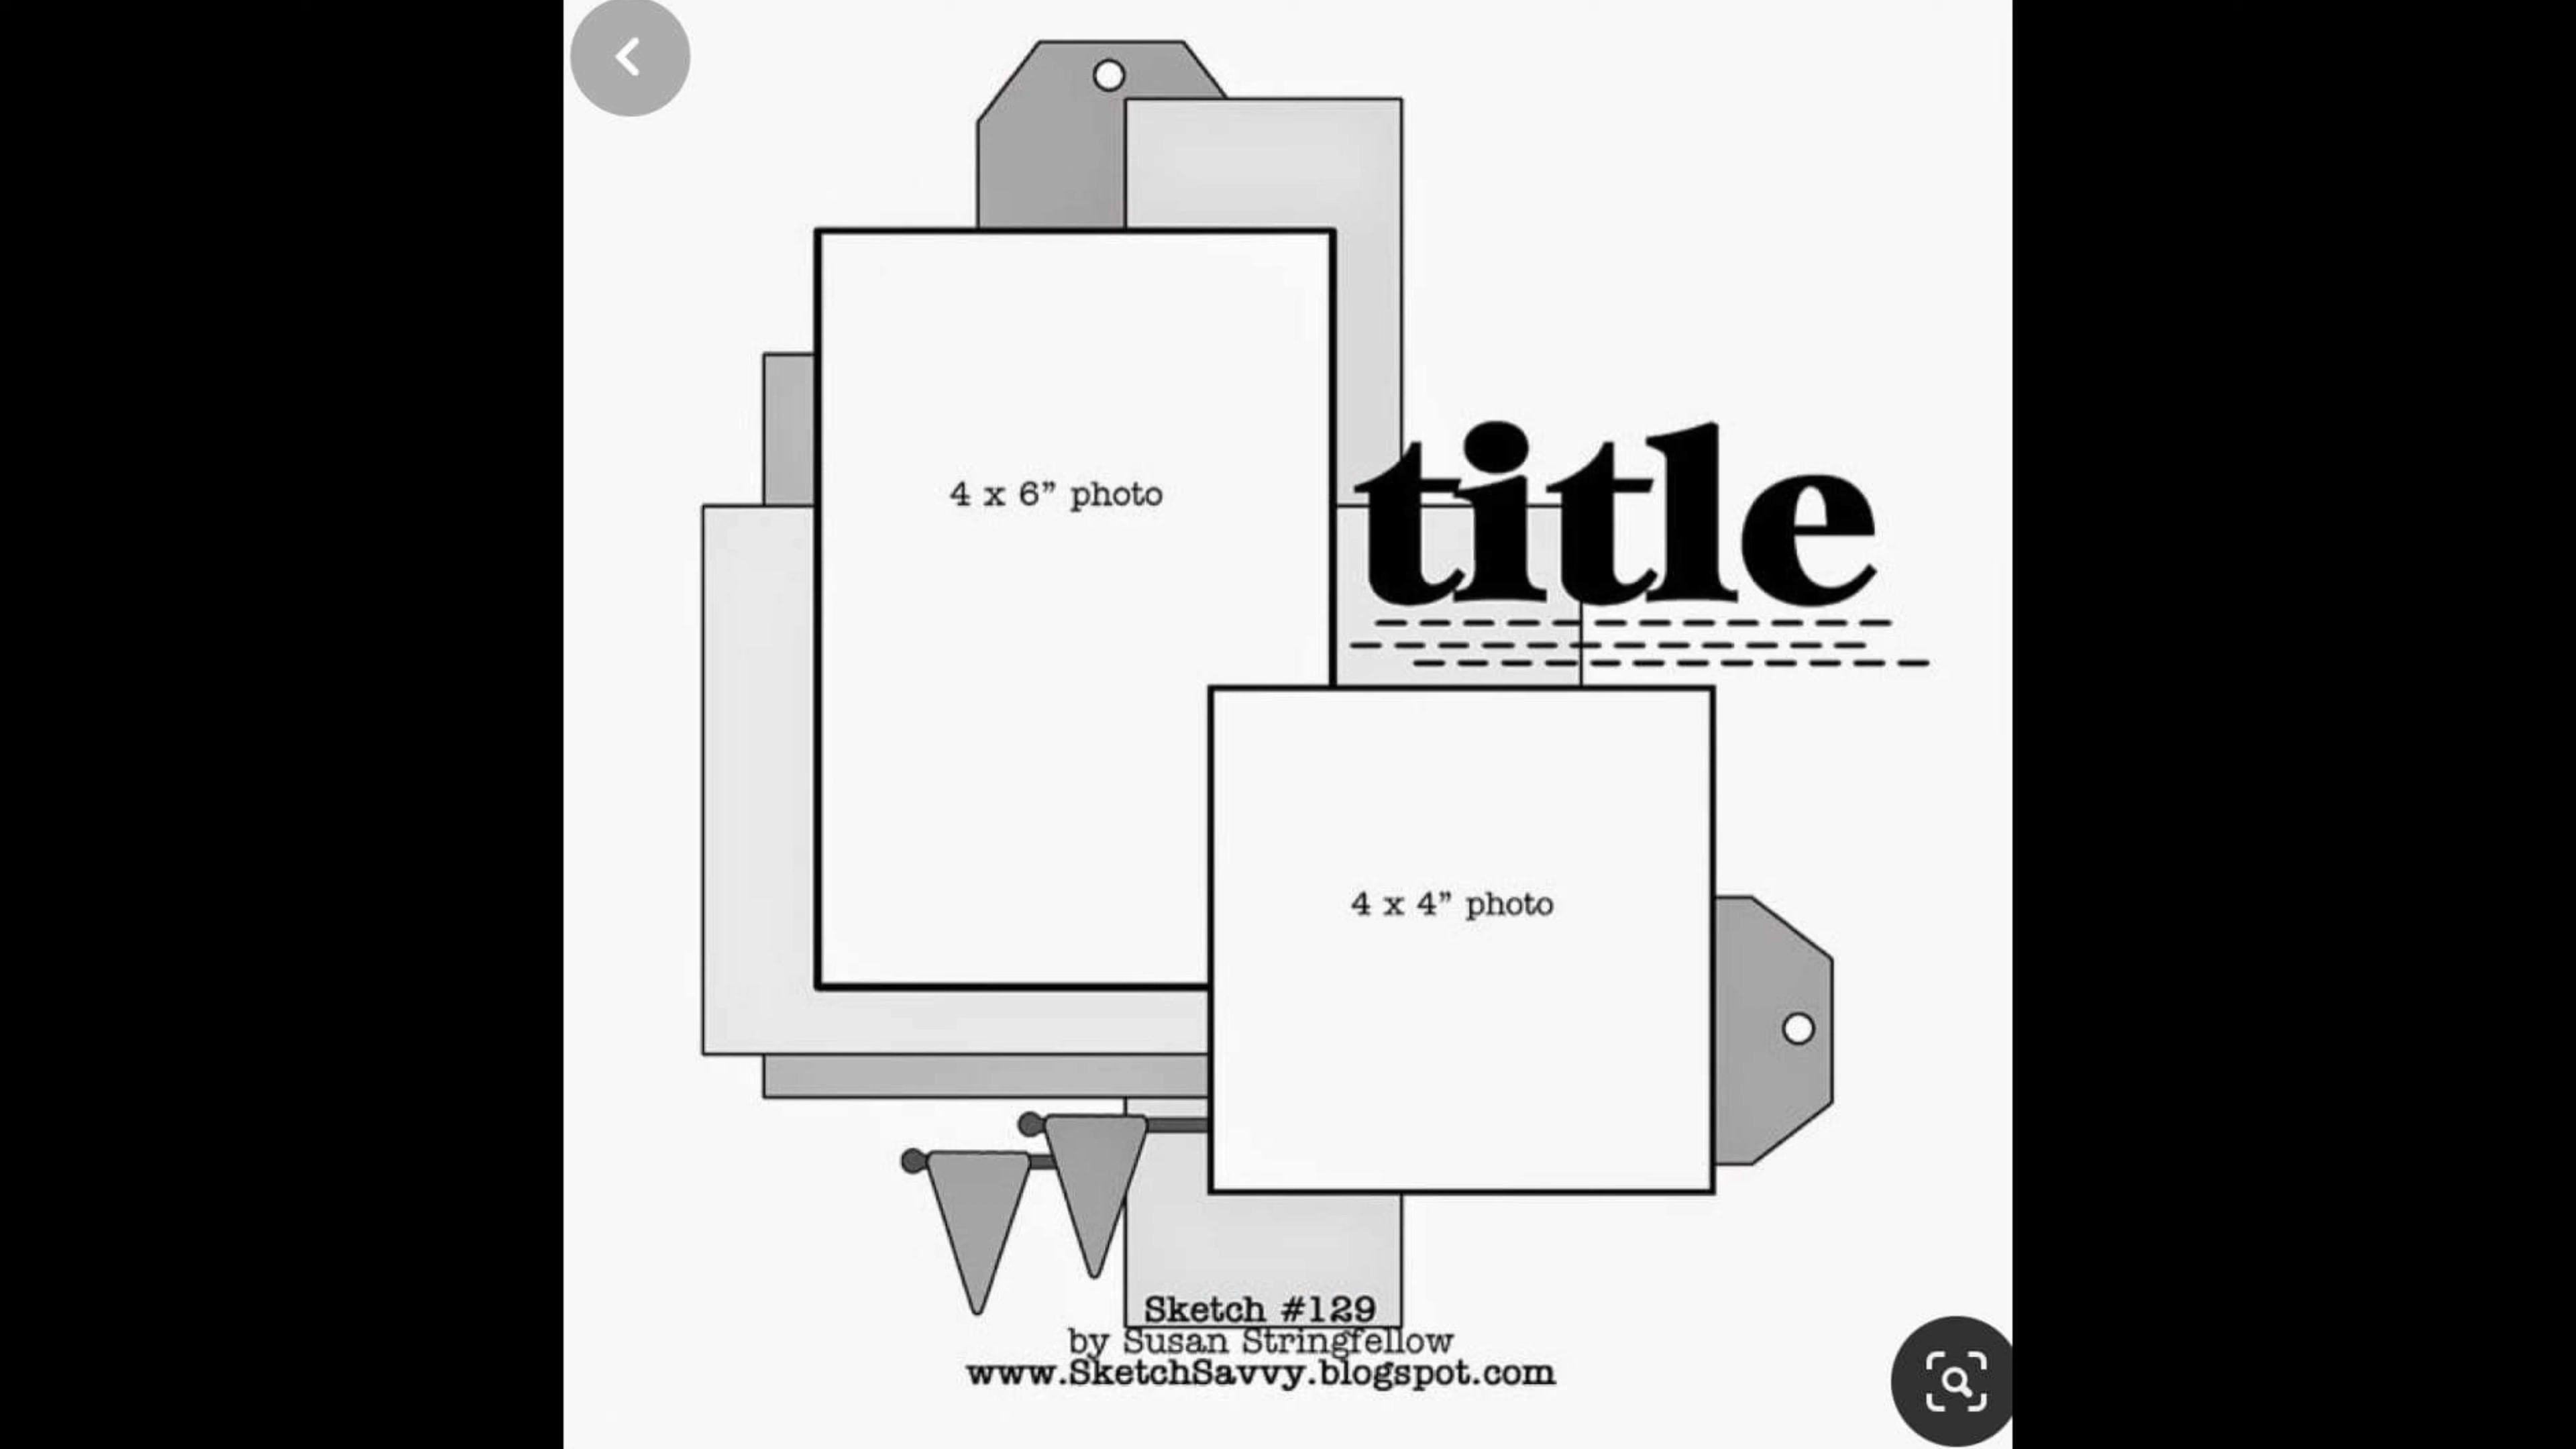 title
4 x 6” photo
4 x 4” photo
Sketch #129
by Susan Stringfellow
www.SketchSavvy.blogspot.com